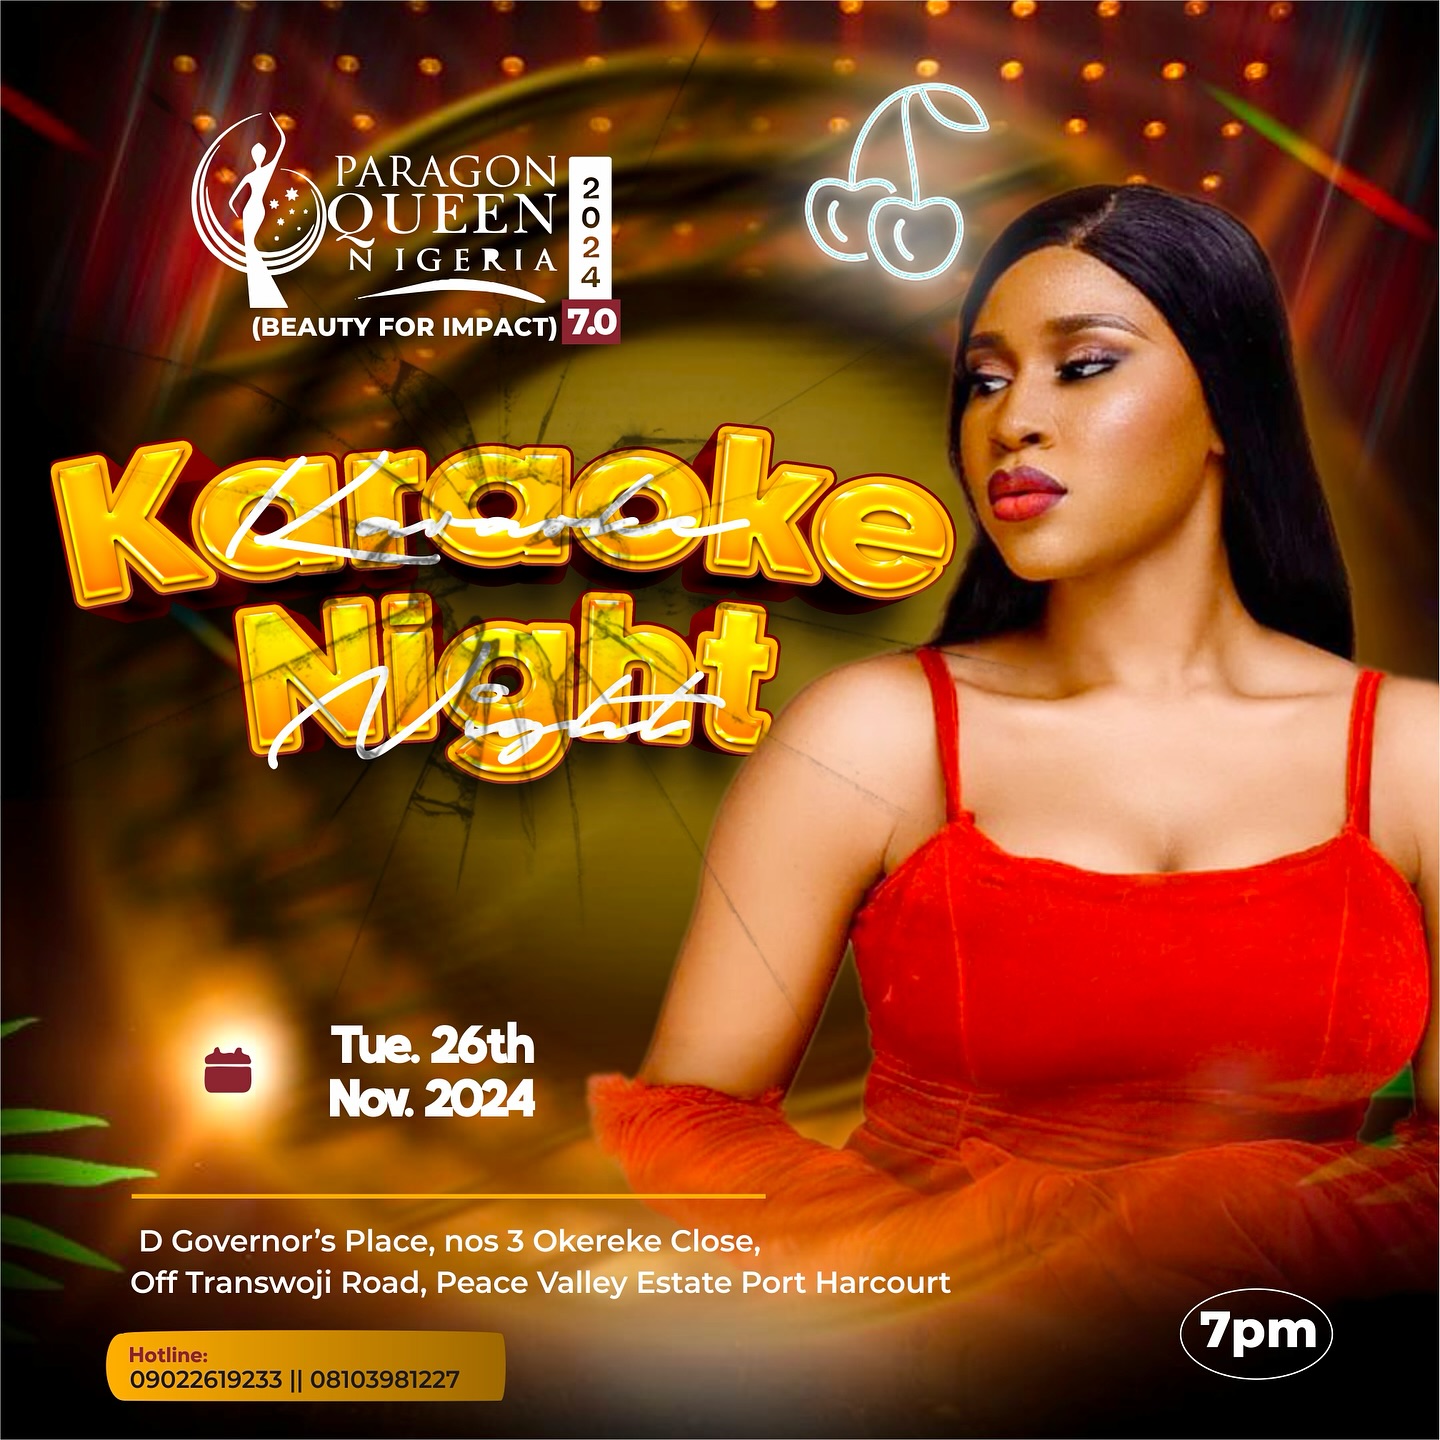 PARAGON
QUEEN
NIGERIA
2024
(BEAUTY FOR IMPACT) 7.0
Karaoke
Karaoke
Night
Night
Tue. 26th
Nov. 2024
D Governor's Place, nos 3 Okereke Close,
Off Transwoji Road, Peace Valley Estate Port Harcourt
7pm
Hotline:
09022619233 || 08103981227